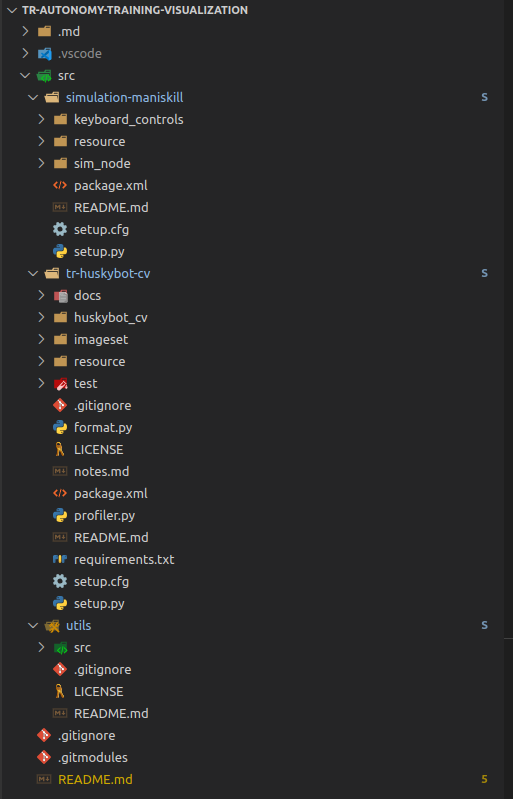 TR-AUTONOMY-TRAINING-VISUALIZATION
.md
.vscode
src
simulation-maniskill S
keyboard_controls
resource
sim_node
package.xml
README.md
setup.cfg
setup.py
tr-huskybot-cv S
docs
huskybot_cv
imageset
resource
test
.gitignore
format.py
LICENSE
notes.md
package.xml
profiler.py
README.md
requirements.txt
setup.cfg
setup.py
utils S
src
.gitignore
LICENSE
README.md
.gitignore
.gitmodules
README.md 5